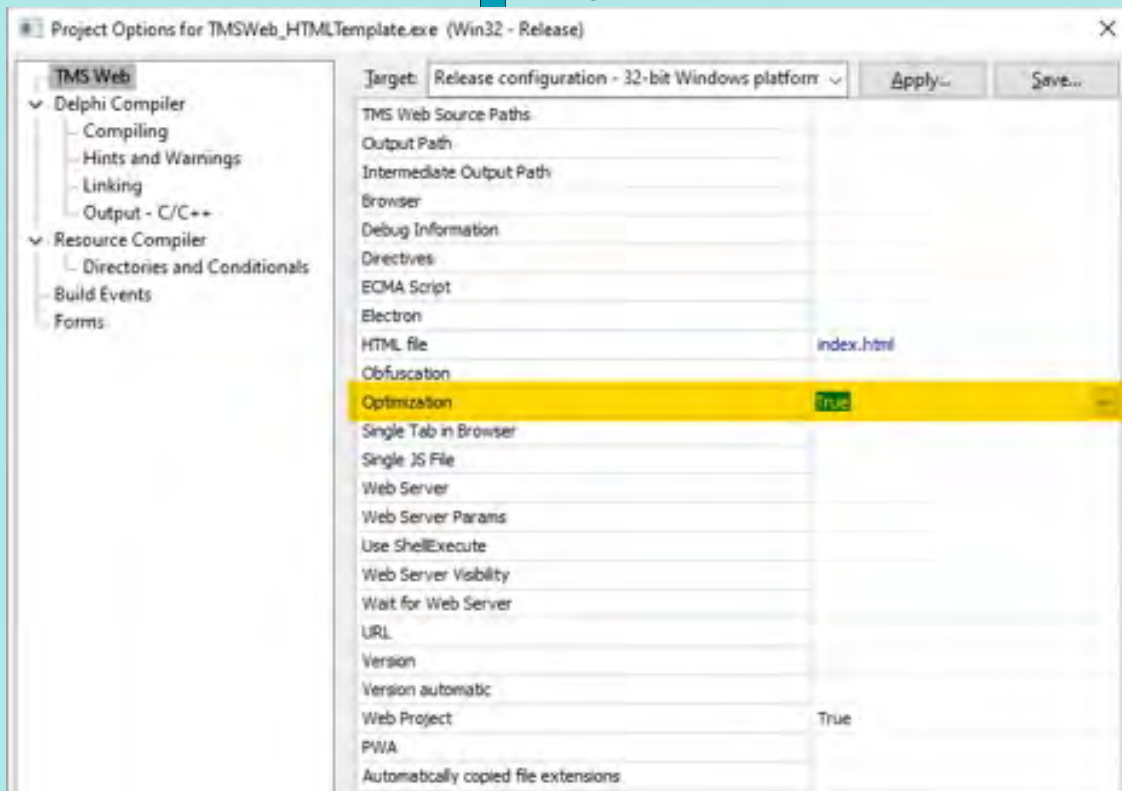 Project Options for TMSWeb_HTMLTemplate.exe (Win32 - Release)
TMS Web
Delphi Compiler
Compiling
Hints and Warnings
Linking
Output - C/C++
Resource Compiler
Directories and Conditionals
Build Events
Forms
Target: Release configuration - 32-bit Windows platform
Apply...
Save...
TMS Web Source Paths
Output Path
Intermediate Output Path
Browser
Debug Information
Directives
ECMA Script
Electron
HTML file index.html
Obfuscation
Optimization True
Single Tab in Browser
Single JS File
Web Server
Web Server Params
Use ShellExecute
Web Server Visibility
Wait for Web Server
URL
Version
Version automatic
Web Project True
PWA
Automatically copied file extensions